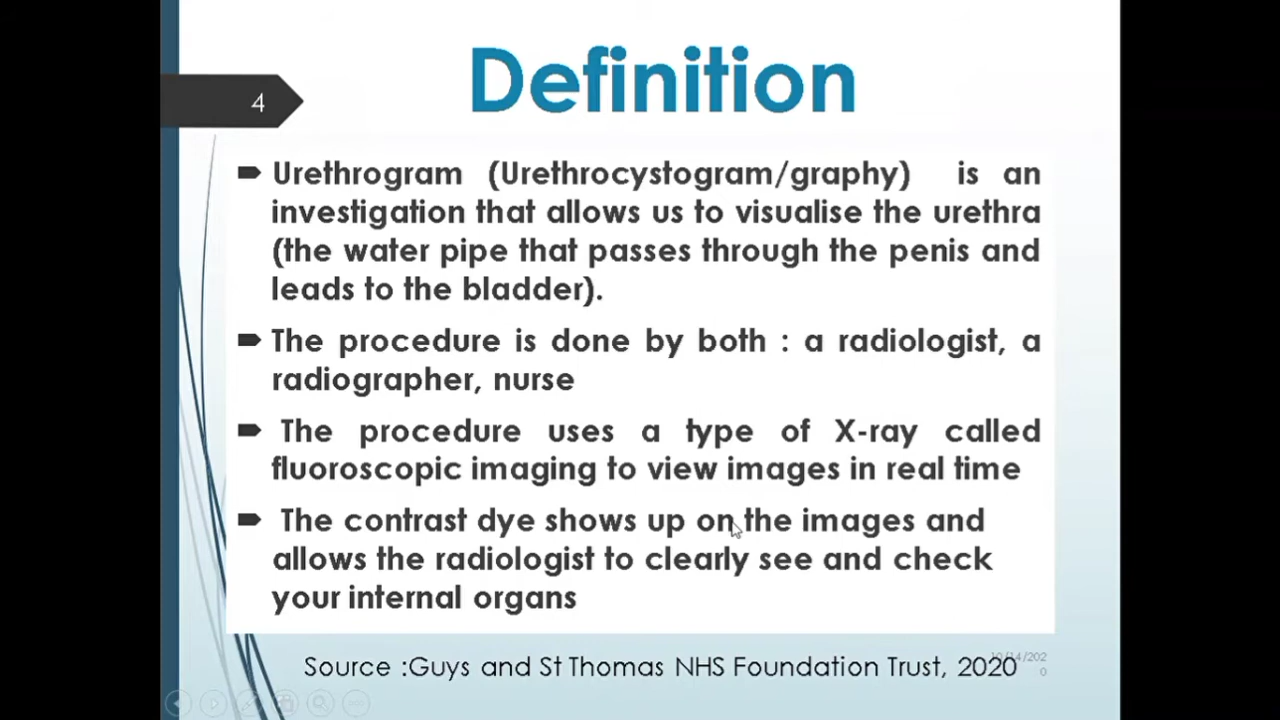 Definition
4
Urethrogram (Urethrocystogram/graphy) is an
investigation that allows us to visualise the urethra
(the water pipe that passes through the penis and
leads to the bladder).
The procedure is done by both : a radiologist, a
radiographer, nurse
The procedure uses a type of X-ray called
fluoroscopic imaging to view images in real time
The contrast dye shows up on the images and
allows the radiologist to clearly see and check
your internal organs
Source :Guys and St Thomas NHS Foundation Trust, 2020